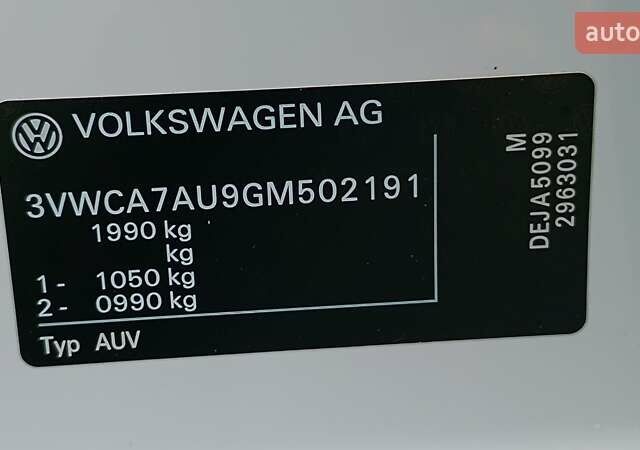 auto
VOLKSWAGEN AG
3VWCA7AU9GM502191
1990 kg
kg
1 - 1050 kg
2 - 0990 kg
Typ AUV
M
DEJA5099
2963031